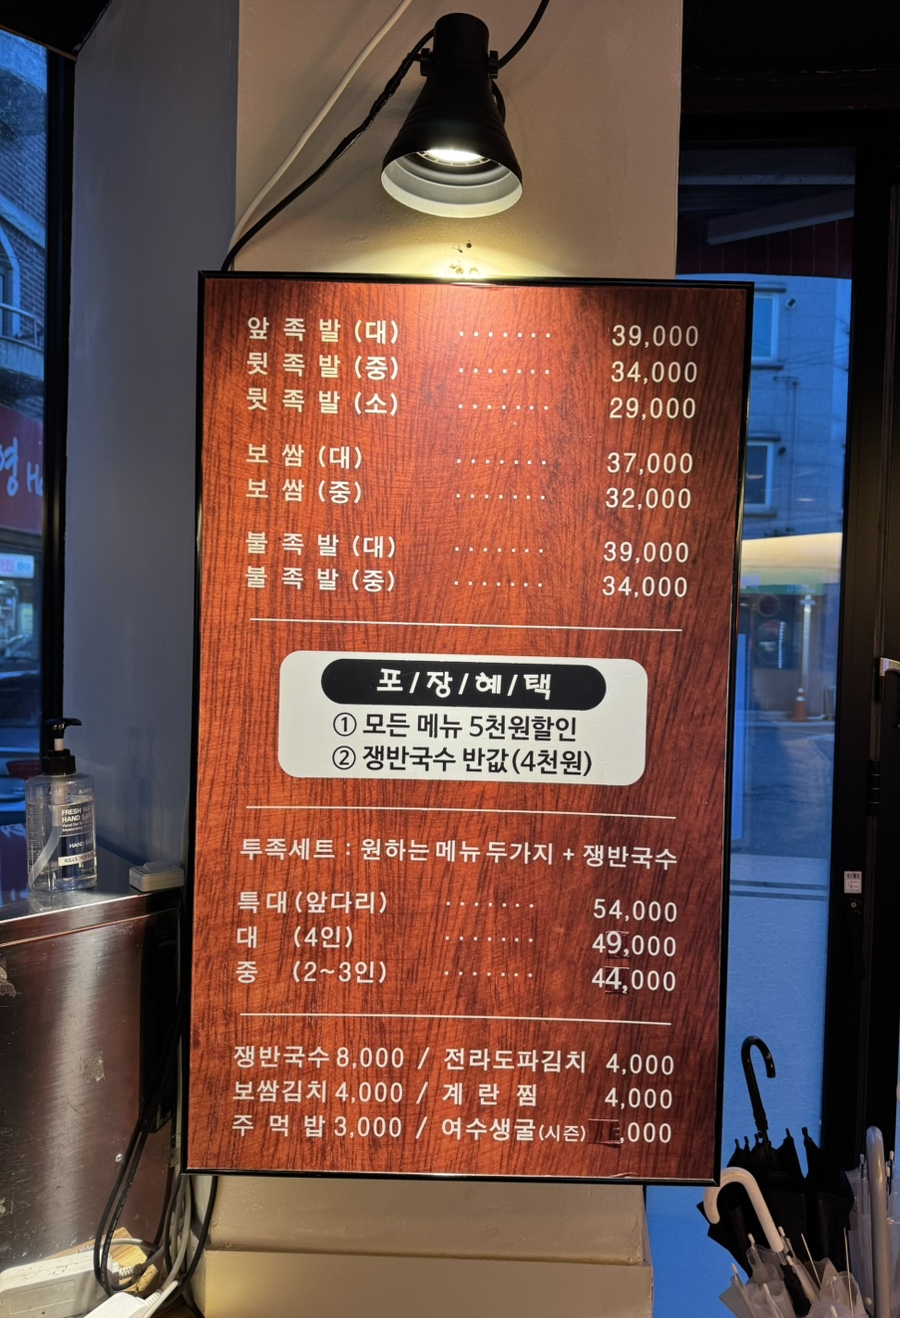 앞 족 발 (대) ....... 39,000
뒷 족 발 (중) ....... 34,000
뒷 족 발 (소) ....... 29,000
보 쌈 (대) ....... 37,000
보 쌈 (중) ....... 32,000
불 족 발 (대) ....... 39,000
불 족 발 (중) ....... 34,000
포/장/혜/택
① 모든 메뉴 5천원할인
② 쟁반국수 반값(4천원)
투족세트 : 원하는 메뉴 두가지 + 쟁반국수
특대(앞다리) ....... 54,000
대 (4인) ....... 49,000
중 (2~3인) ....... 44,000
쟁반국수 8,000 / 전라도파김치 4,000
보쌈김치 4,000 / 계 란 찜 4,000
주 먹 밥 3,000 / 여수생굴(시즌) ,000
FRESH
HAND